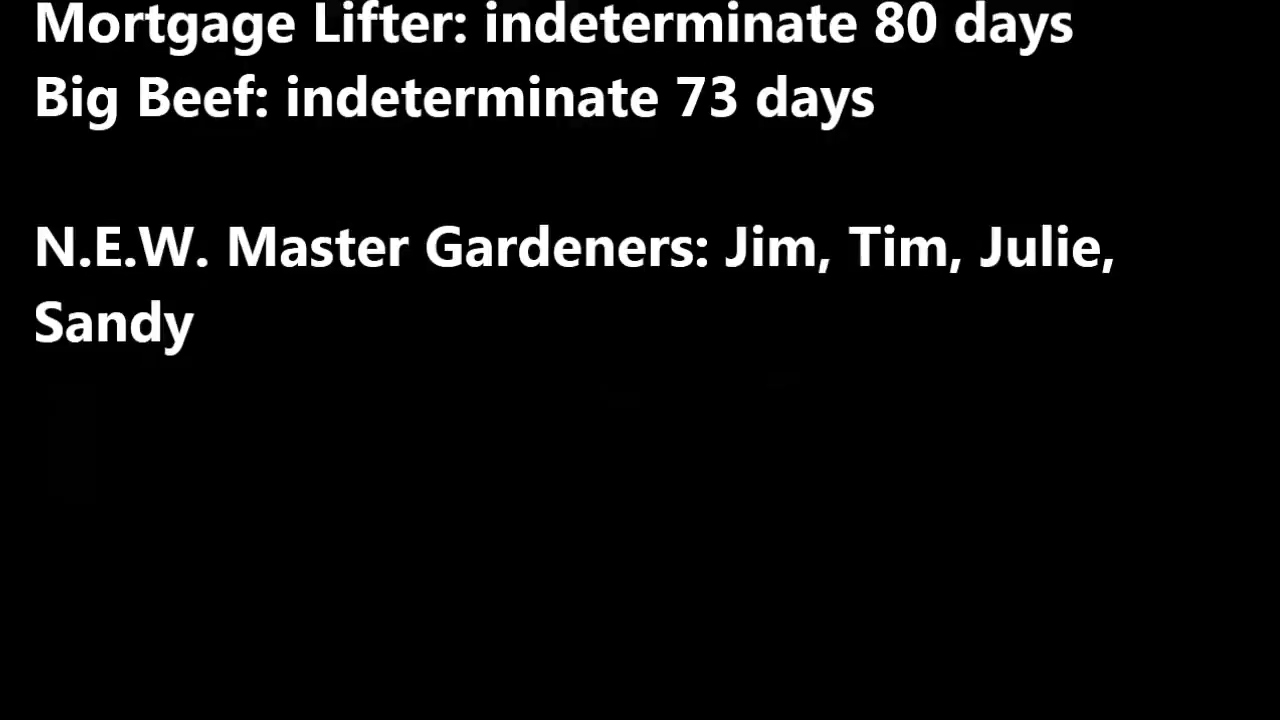 Mortgage Lifter: indeterminate 80 days
Big Beef: indeterminate 73 days
N.E.W. Master Gardeners: Jim, Tim, Julie,
Sandy